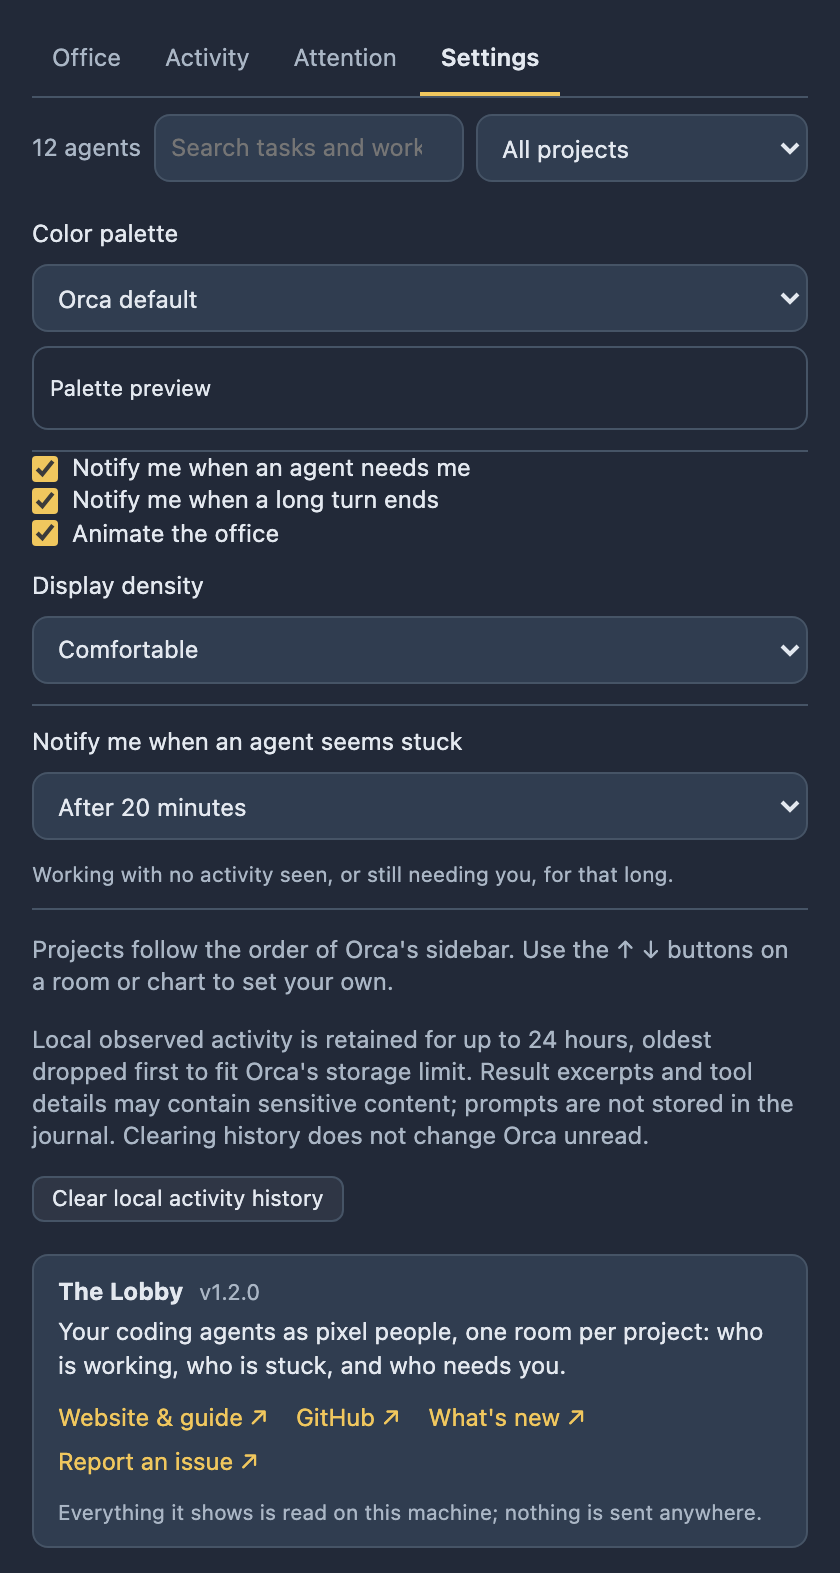 Office Activity Attention Settings
12 agents Search tasks and work All projects
Color palette
Orca default
Palette preview
Notify me when an agent needs me
Notify me when a long turn ends
Animate the office
Display density
Comfortable
Notify me when an agent seems stuck
After 20 minutes
Working with no activity seen, or still needing you, for that long.
Projects follow the order of Orca's sidebar. Use the ↑ ↓ buttons on
a room or chart to set your own.
Local observed activity is retained for up to 24 hours, oldest
dropped first to fit Orca's storage limit. Result excerpts and tool
details may contain sensitive content; prompts are not stored in the
journal. Clearing history does not change Orca unread.
Clear local activity history
The Lobby v1.2.0
Your coding agents as pixel people, one room per project: who
is working, who is stuck, and who needs you.
Website & guide ↗ GitHub ↗ What's new ↗
Report an issue ↗
Everything it shows is read on this machine; nothing is sent anywhere.